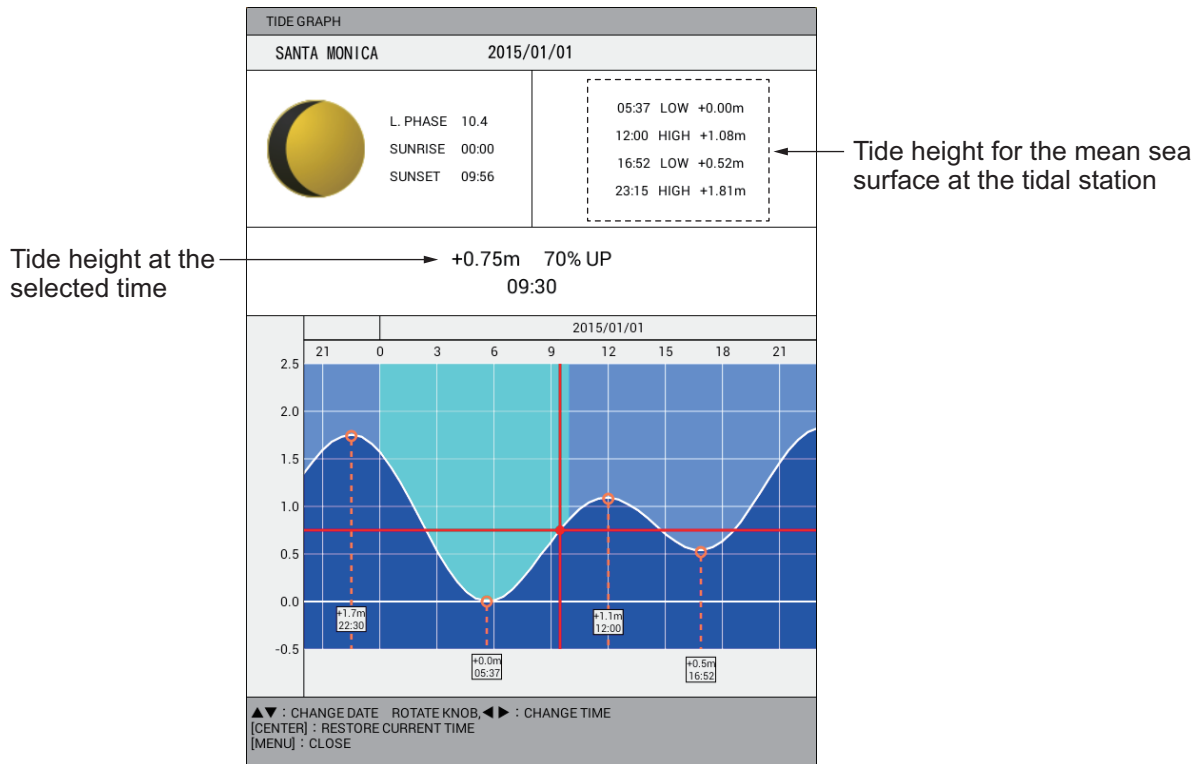 TIDE GRAPH
SANTA MONICA 2015/01/01
L. PHASE 10.4
SUNRISE 00:00
SUNSET 09:56
05:37 LOW +0.00m
12:00 HIGH +1.08m
16:52 LOW +0.52m
23:15 HIGH +1.81m
Tide height for the mean sea
surface at the tidal station
Tide height at the
selected time
+0.75m 70% UP
09:30
2015/01/01
21 0 3 6 9 12 15 18 21
2.5
2.0
1.5
1.0
0.5
0.0
-0.5
+1.7m
22:30
+0.0m
05:37
+1.1m
12:00
+0.5m
16:52
▲▼ : CHANGE DATE ROTATE KNOB,◀ ▶ : CHANGE TIME
[CENTER] : RESTORE CURRENT TIME
[MENU] : CLOSE